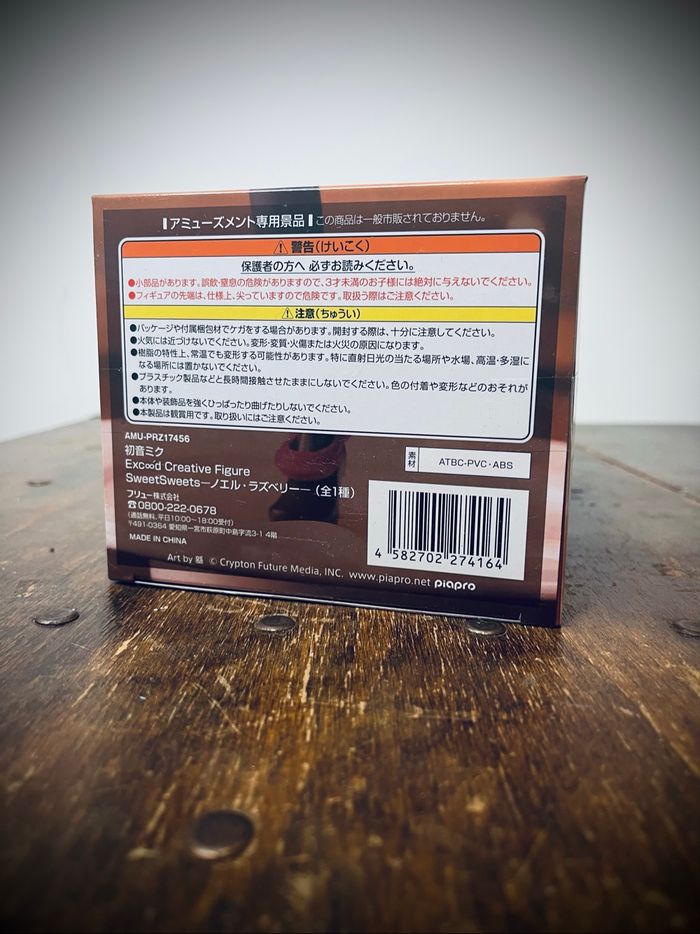 アミューズメント専用景品 この商品は一般市販されておりません。
⚠警告(けいこく)
保護者の方へ 必ずお読みください。
●小部品があります。誤飲・窒息の危険がありますので、3才未満のお子様には絶対に与えないでください。
●フィギュアの先端は、仕様上、尖っていますので危険です。取扱う際はご注意ください。
⚠注意(ちゅうい)
●パッケージや付属梱包材でケガをする場合があります。開封する際は、十分に注意してください。
●火気には近づけないでください。変形・変質・火傷または火災の原因になります。
●樹脂の特性上、常温でも変形する可能性があります。特に直射日光の当たる場所や水場、高温・多湿に
なる場所には置かないでください。
●プラスチック製品などと長時間接触させたままにしないでください。色の付着や変形などのおそれが
あります。
●本体や装飾品を強くひっぱったり曲げたりしないでください。
●本製品は観賞用です。取り扱いにはご注意ください。
AMU-PRZ17456
初音ミク
Exc∞d Creative Figure
SweetSweets―ノエル・ラズベリー―(全1種)
フリュー株式会社
☎0800-222-0678
(通話無料、平日10:00~18:00受付)
〒491-0364 愛知県一宮市萩原町中島字流3-1 4階
MADE IN CHINA
素材 ATBC-PVC・ABS
4 582702 274164
Art by © Crypton Future Media, INC. www.piapro.net piapro